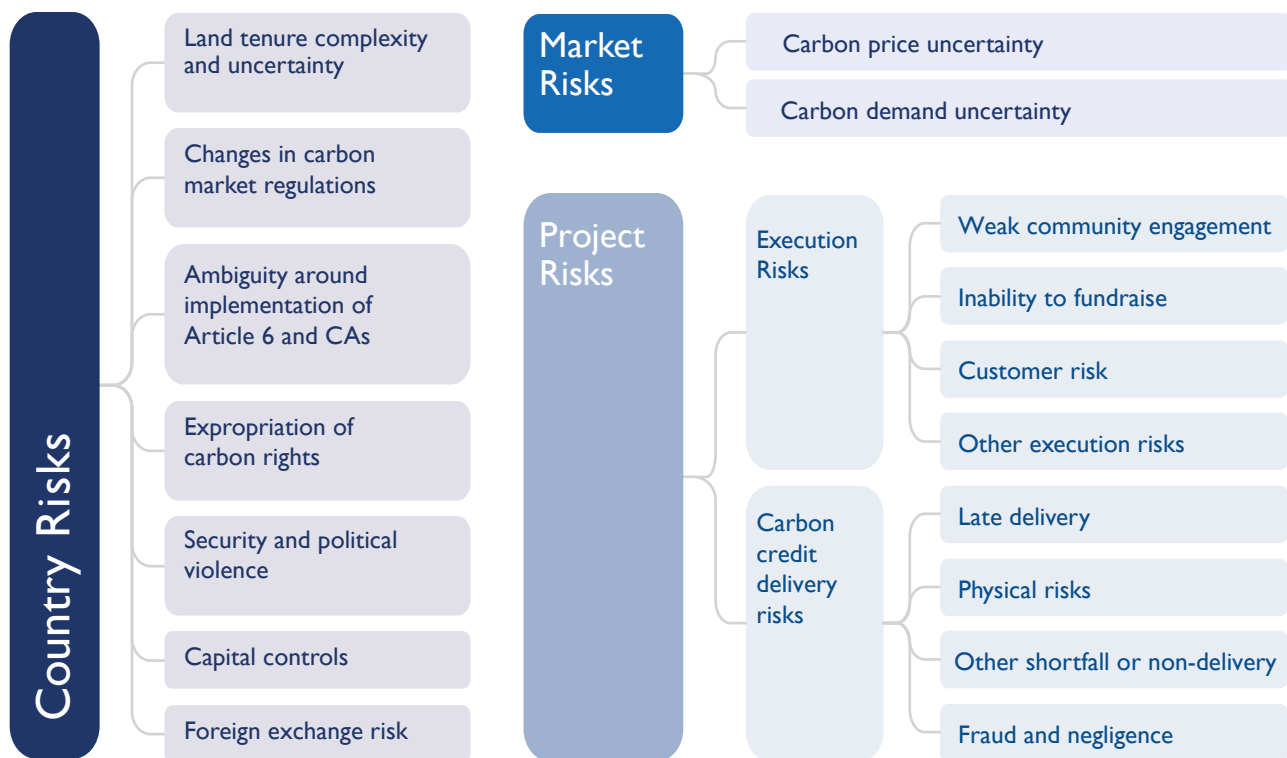 Country Risks
Land tenure complexity
and uncertainty
Changes in carbon
market regulations
Ambiguity around
implementation of
Article 6 and CAs
Expropriation of
carbon rights
Security and political
violence
Capital controls
Foreign exchange risk
Market
Risks
Carbon price uncertainty
Carbon demand uncertainty
Project
Risks
Execution
Risks
Weak community engagement
Inability to fundraise
Customer risk
Other execution risks
Carbon
credit
delivery
risks
Late delivery
Physical risks
Other shortfall or non-delivery
Fraud and negligence